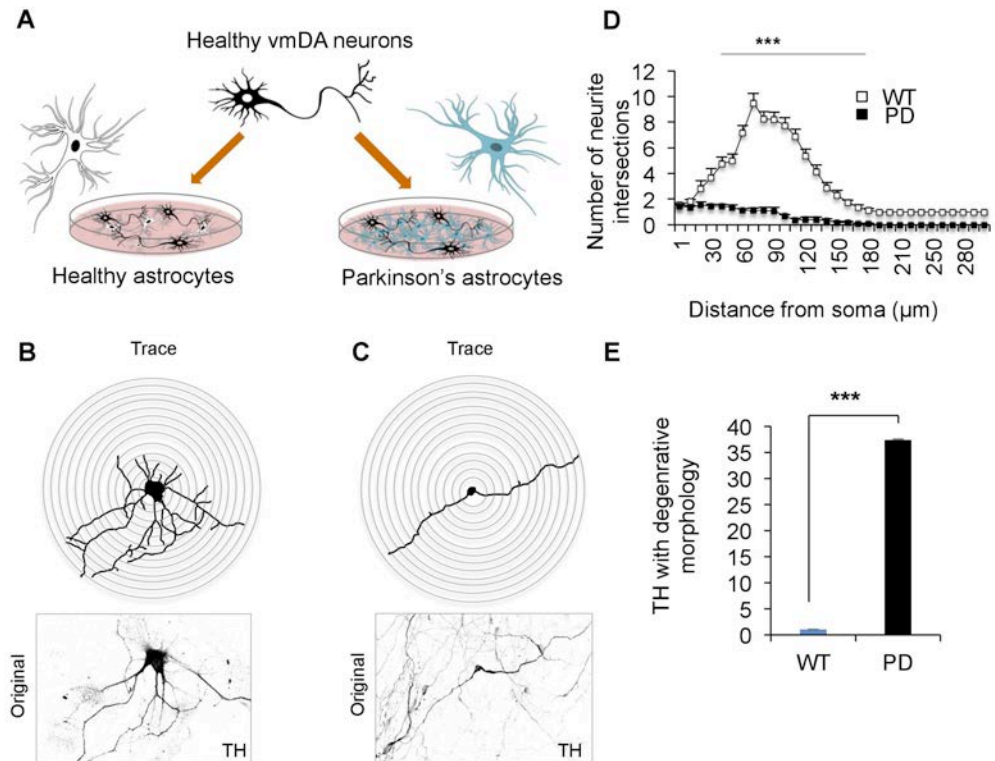 A
Healthy vmDA neurons
Healthy astrocytes
Parkinson's astrocytes
B
Trace
Original
TH
C
Trace
Original
TH
D
***
Number of neurite
intersections
12
10
8
6
4
2
0
WT
PD
1
30
60
90
120
150
180
210
250
280
Distance from soma (µm)
E
***
TH with degenrative
morphology
40
35
30
25
20
15
10
5
0
WT
PD